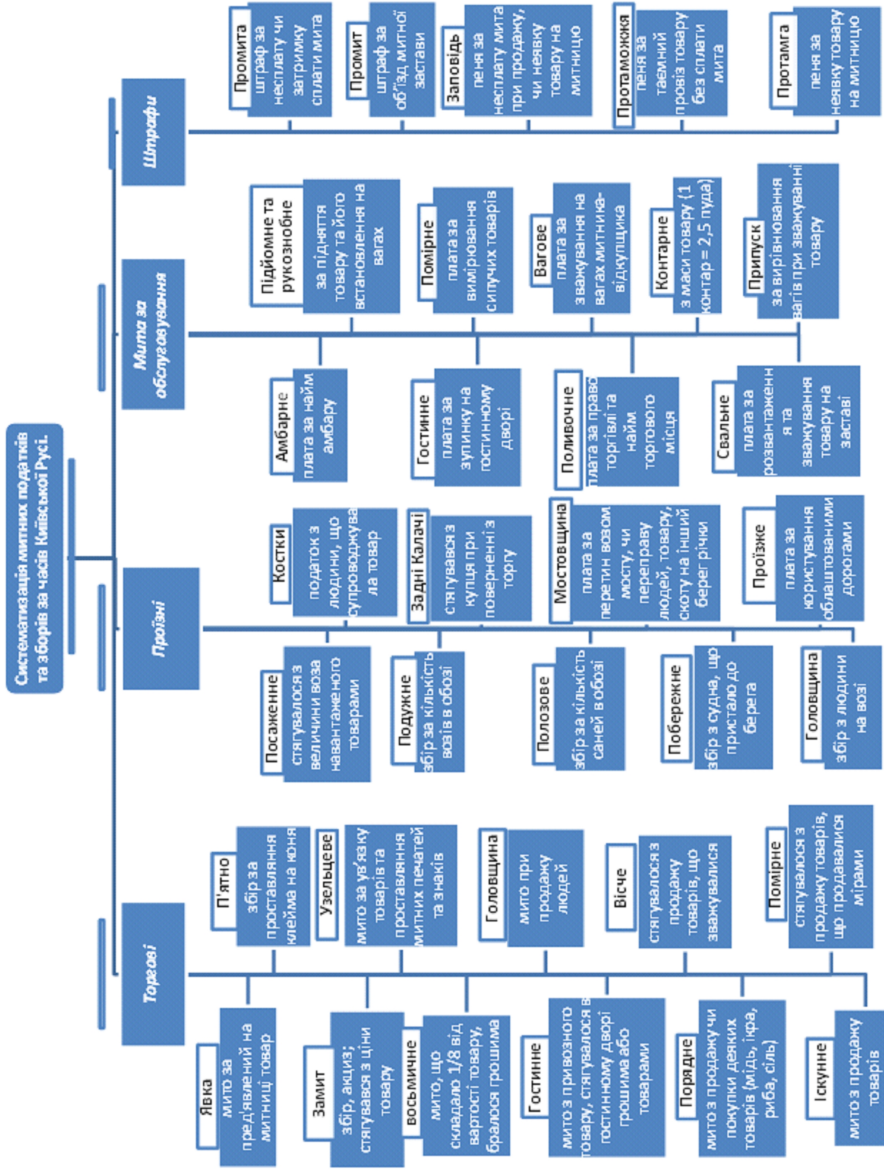 Систематизація митних податків
та зборів за часів Київської Русі.
Торгові
Явка
мито за
пред'явлений на
митниці товар
П'ятно
збір за
проставляння
клейма на коня
Замит
збір, акциз;
стягувався з ціни
товару
Узельцеве
мито за ув'язку
товарів та
проставляння
митних печатей
та знаків
восьмичне
мито, що
складало 1/8 від
вартості товару,
бралося грошима
Головщина
мито при
продажу
людей
Гостинне
мито з привозного
товару, стягувалося в
гостинному дворі
грошима або
товарами
Вісче
стягувалося з
продажу
товарів, що
зважувалися
Порядне
мито з продажу чи
покупки деяких
товарів (мідь, ікра,
риба, сіль)
Помірне
стягувалося з
продажу товарів,
що продавалися
мірами
Іскунне
мито з продажу
товарів
Проїзні
Посаженне
стягувалося з
величини воза
навантаженого
товарами
Костки
податок з
людини, що
супроводжува
ла товар
Подужне
збір за кількість
возів в обозі
Задні Калачі
стягувався з
купця при
поверненні з
торгу
Полозове
збір за кількість
саней в обозі
Мостовщина
плата за
перетин возом
мосту, чи
переправу
людей, товару,
скоту на інший
берег річки
Побережне
збір з судна, що
пристало до
берега
Проїзже
плата за
користування
облаштованими
дорогами
Головщина
збір з людини
на возі
Мита за
обслуговування
Амбарне
плата за найм
амбару
Підйомне та
рукознобне
за підняття
товару та його
встановлення на
вагах
Гостинне
плата за
зупинку на
гостинному
дворі
Помірне
плата за
вимірювання
сипучих товарів
Поливочне
плата за право
торгівлі та
найм
торгового
місця
Вагове
плата за
зважування на
вагах митника-
відкупщика
Свальне
плата за
розвантаженн
я та
зважування
товару на
заставі
Контарне
з маси товару (1
контар = 2,5 пуда)
Припуск
за вирівнювання
вагів при зважуванні
товару
Штрафи
Промита
штраф за
несплату чи
затримку
сплати мита
Промит
штраф за
об'їзд митної
застави
Заповідь
пеня за
несплату мита
при продажу,
чи неявку
товару на
митницю
Протаможжя
пеня за
таємний
провіз товару
без сплати
мита
Протамга
пеня за
неявку товару
на митницю